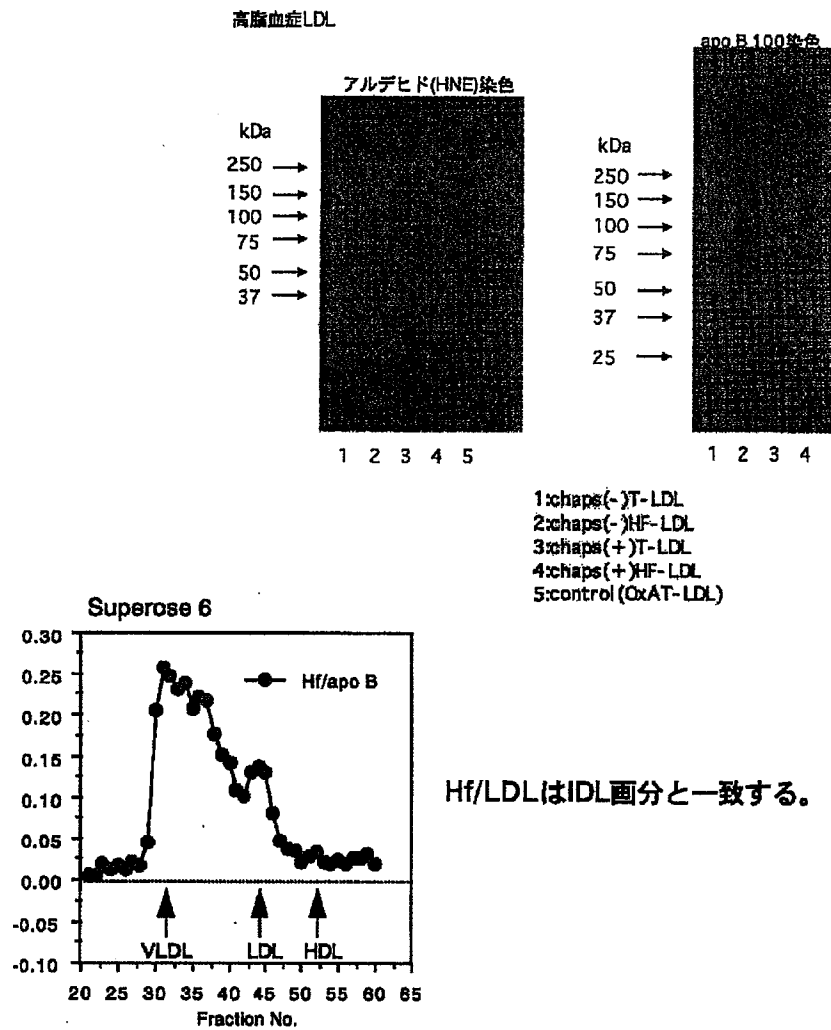 高脂血症LDL
アルデヒド(HNE)染色
kDa
250
150
100
75
50
37
1 2 3 4 5
apo B 100染色
kDa
250
150
100
75
50
37
25
1 2 3 4
1:chaps(-)T-LDL
2:chaps(-)HF-LDL
3:chaps(+)T-LDL
4:chaps(+)HF-LDL
5:control(OxAT-LDL)
Superose 6
0.30
0.25
0.20
0.15
0.10
0.05
0.00
-0.05
-0.10
Hf/apo B
VLDL LDL HDL
20 25 30 35 40 45 50 55 60 65
Fraction No.
Hf/LDLはIDL画分と一致する。